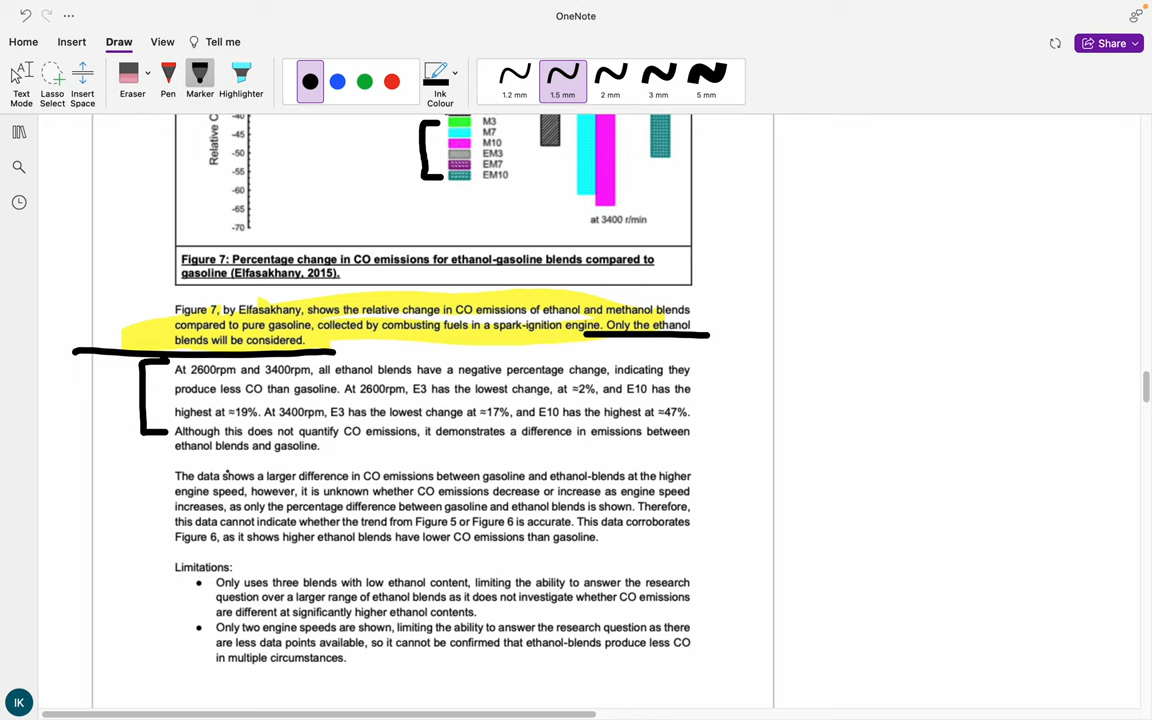 OneNote
Home Insert Draw View Tell me
Share
Text Mode
Lasso Select
Insert Space
Eraser
Pen
Marker
Highlighter
Ink Colour
1.2 mm
1.5 mm
2 mm
3 mm
5 mm
Relative C
-40
-45
-50
-55
-60
-65
-70
M3
M7
M10
EM3
EM7
EM10
at 3400 r/min
Figure 7: Percentage change in CO emissions for ethanol-gasoline blends compared to
gasoline (Elfasakhany, 2015).
Figure 7, by Elfasakhany, shows the relative change in CO emissions of ethanol and methanol blends
compared to pure gasoline, collected by combusting fuels in a spark-ignition engine. Only the ethanol
blends will be considered.
At 2600rpm and 3400rpm, all ethanol blends have a negative percentage change, indicating they
produce less CO than gasoline. At 2600rpm, E3 has the lowest change, at ≈2%, and E10 has the
highest at ≈19%. At 3400rpm, E3 has the lowest change at ≈17%, and E10 has the highest at ≈47%.
Although this does not quantify CO emissions, it demonstrates a difference in emissions between
ethanol blends and gasoline.
The data shows a larger difference in CO emissions between gasoline and ethanol-blends at the higher
engine speed, however, it is unknown whether CO emissions decrease or increase as engine speed
increases, as only the percentage difference between gasoline and ethanol blends is shown. Therefore,
this data cannot indicate whether the trend from Figure 5 or Figure 6 is accurate. This data corroborates
Figure 6, as it shows higher ethanol blends have lower CO emissions than gasoline.
Limitations:
● Only uses three blends with low ethanol content, limiting the ability to answer the research
question over a larger range of ethanol blends as it does not investigate whether CO emissions
are different at significantly higher ethanol contents.
● Only two engine speeds are shown, limiting the ability to answer the research question as there
are less data points available, so it cannot be confirmed that ethanol-blends produce less CO
in multiple circumstances.
IK